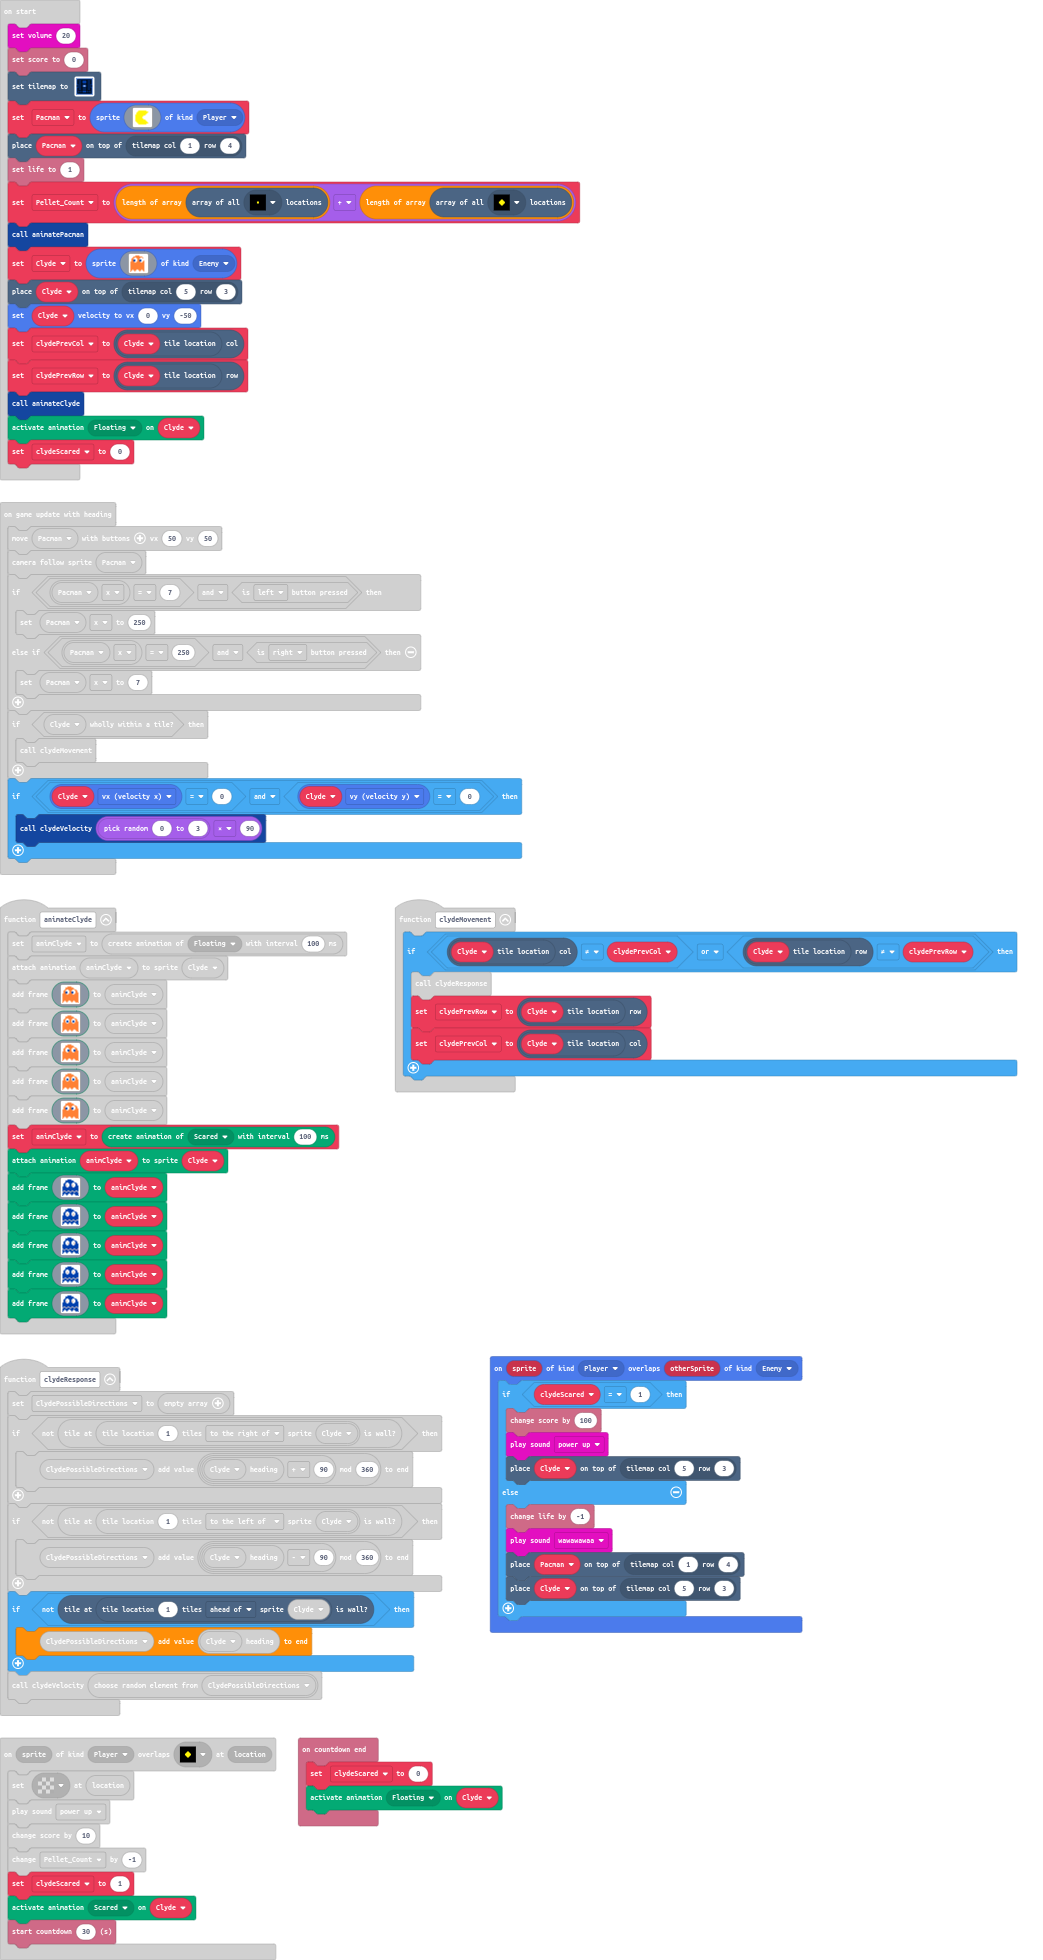 on start
set volume 20
set score to 0
set tilemap to
set Pacman to sprite of kind Player
place Pacman on top of tilemap col 1 row 4
set life to 1
set Pellet_Count to length of array array of all locations + length of array array of all locations
call animatePacman
set Clyde to sprite of kind Enemy
place Clyde on top of tilemap col 5 row 3
set Clyde velocity to vx 0 vy -50
set clydePrevCol to Clyde tile location col
set clydePrevRow to Clyde tile location row
call animateClyde
activate animation Floating on Clyde
set clydeScared to 0
on game update with heading
move Pacman with buttons + vx 50 vy 50
camera follow sprite Pacman
if Pacman x = 7 and is left button pressed then
set Pacman x to 250
else if Pacman x = 250 and is right button pressed then
set Pacman x to 7
if Clyde wholly within a tile? then
call clydeMovement
if Clyde vx (velocity x) = 0 and Clyde vy (velocity y) = 0 then
call clydeVelocity pick random 0 to 3 × 90
function animateClyde
set animClyde to create animation of Floating with interval 100 ms
attach animation animClyde to sprite Clyde
add frame to animClyde
add frame to animClyde
add frame to animClyde
add frame to animClyde
add frame to animClyde
set animClyde to create animation of Scared with interval 100 ms
attach animation animClyde to sprite Clyde
add frame to animClyde
add frame to animClyde
add frame to animClyde
add frame to animClyde
add frame to animClyde
function clydeMovement
if Clyde tile location col ≠ clydePrevCol or Clyde tile location row ≠ clydePrevRow then
call clydeResponse
set clydePrevRow to Clyde tile location row
set clydePrevCol to Clyde tile location col
function clydeResponse
set ClydePossibleDirections to empty array +
if not tile at tile location 1 tiles to the right of sprite Clyde is wall? then
ClydePossibleDirections add value Clyde heading + 90 mod 360 to end
if not tile at tile location 1 tiles to the left of sprite Clyde is wall? then
ClydePossibleDirections add value Clyde heading - 90 mod 360 to end
if not tile at tile location 1 tiles ahead of sprite Clyde is wall? then
ClydePossibleDirections add value Clyde heading to end
call clydeVelocity choose random element from ClydePossibleDirections
on sprite of kind Player overlaps otherSprite of kind Enemy
if clydeScared = 1 then
change score by 100
play sound power up
place Clyde on top of tilemap col 5 row 3
else
change life by -1
play sound wawawawaa
place Pacman on top of tilemap col 1 row 4
place Clyde on top of tilemap col 5 row 3
on sprite of kind Player overlaps at location
set at location
play sound power up
change score by 10
change Pellet_Count by -1
set clydeScared to 1
activate animation Scared on Clyde
start countdown 30 (s)
on countdown end
set clydeScared to 0
activate animation Floating on Clyde